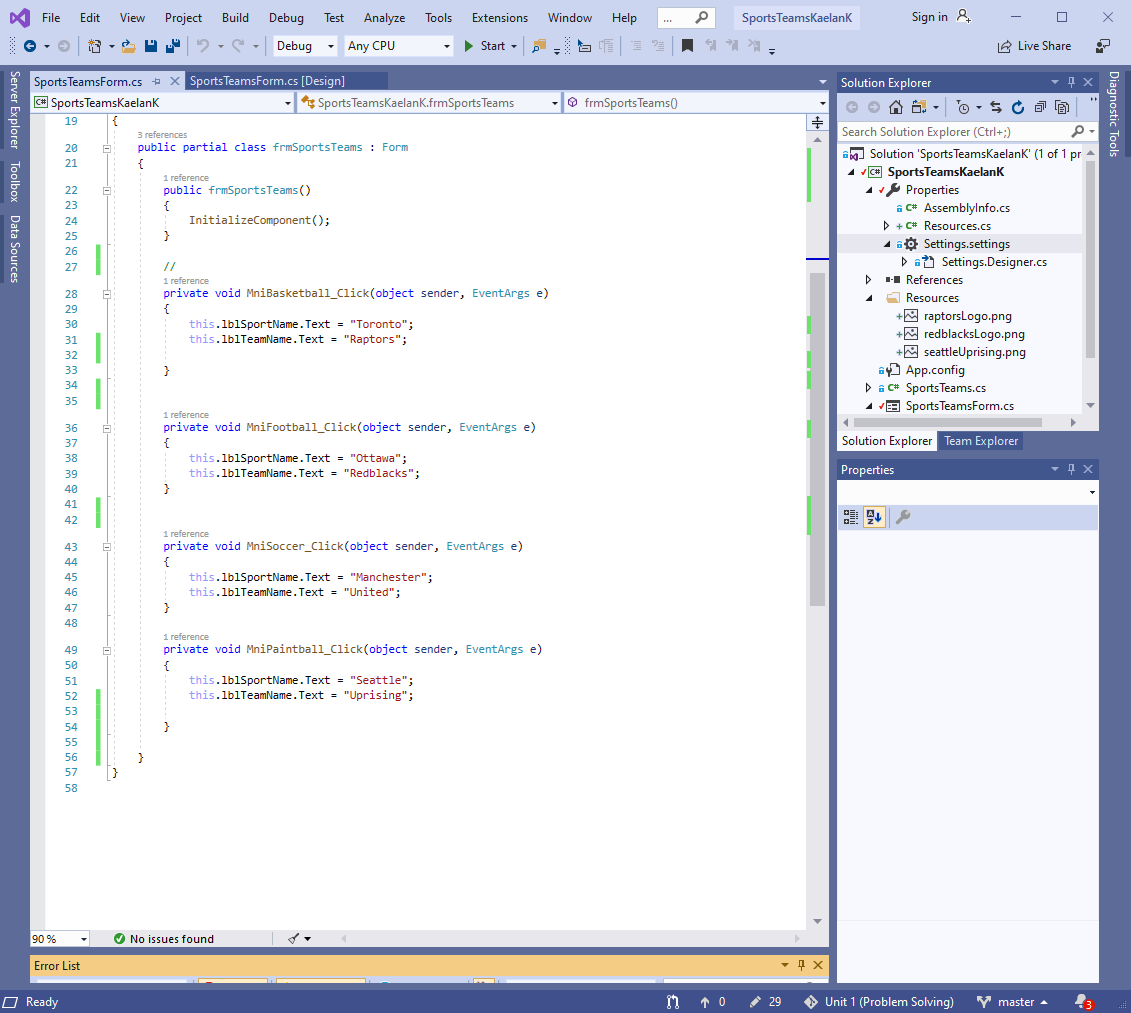 File Edit View Project Build Debug Test Analyze Tools Extensions Window Help ... SportsTeamsKaelanK Sign in
Debug Any CPU Start Live Share
Server Explorer
Toolbox
Data Sources
SportsTeamsForm.cs SportsTeamsForm.cs [Design]
C# SportsTeamsKaelanK SportsTeamsKaelanK.frmSportsTeams frmSportsTeams()
19 {
3 references
20 public partial class frmSportsTeams : Form
21 {
1 reference
22 public frmSportsTeams()
23 {
24 InitializeComponent();
25 }
26
27 //
1 reference
28 private void MniBasketball_Click(object sender, EventArgs e)
29 {
30 this.lblSportName.Text = "Toronto";
31 this.lblTeamName.Text = "Raptors";
32
33 }
34
35
1 reference
36 private void MniFootball_Click(object sender, EventArgs e)
37 {
38 this.lblSportName.Text = "Ottawa";
39 this.lblTeamName.Text = "Redblacks";
40 }
41
42
1 reference
43 private void MniSoccer_Click(object sender, EventArgs e)
44 {
45 this.lblSportName.Text = "Manchester";
46 this.lblTeamName.Text = "United";
47 }
48
1 reference
49 private void MniPaintball_Click(object sender, EventArgs e)
50 {
51 this.lblSportName.Text = "Seattle";
52 this.lblTeamName.Text = "Uprising";
53
54 }
55
56 }
57 }
58
90 % No issues found
Error List
Solution Explorer
Search Solution Explorer (Ctrl+;)
Solution 'SportsTeamsKaelanK' (1 of 1 pr
C# SportsTeamsKaelanK
Properties
C# AssemblyInfo.cs
C# Resources.cs
Settings.settings
Settings.Designer.cs
References
Resources
raptorsLogo.png
redblacksLogo.png
seattleUprising.png
App.config
C# SportsTeams.cs
SportsTeamsForm.cs
Solution Explorer Team Explorer
Properties
Diagnostic Tools
Ready 0 29 Unit 1 (Problem Solving) master 3